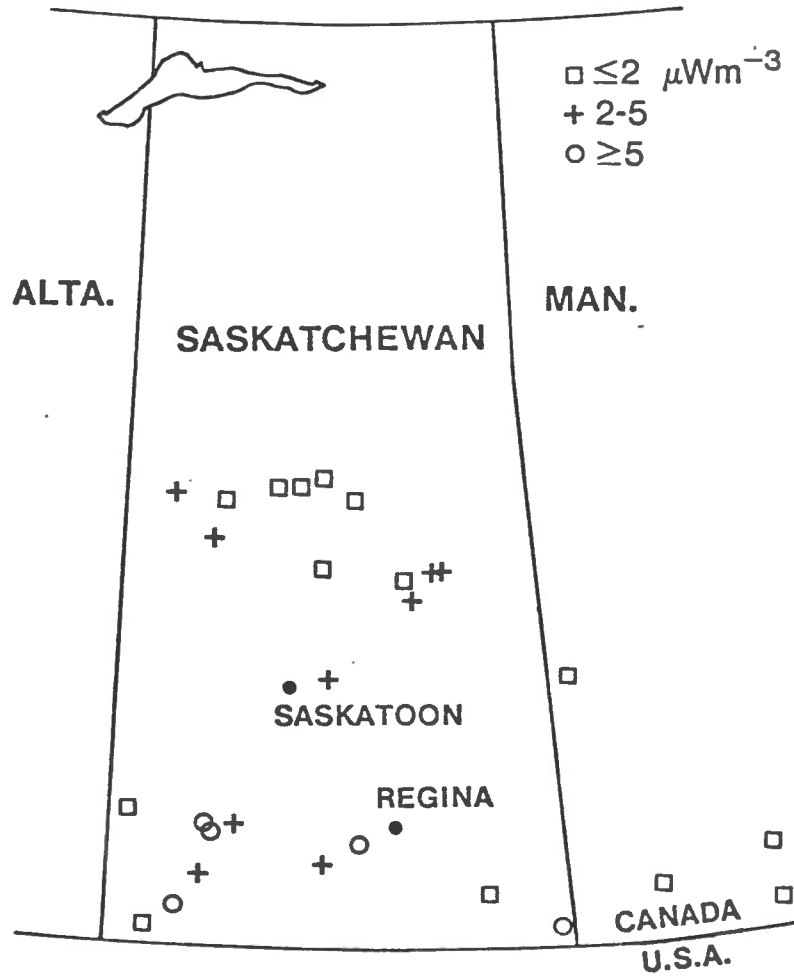 □ ≤2 μWm⁻³
+ 2-5
○ ≥5
ALTA.
MAN.
SASKATCHEWAN
SASKATOON
REGINA
CANADA
U.S.A.